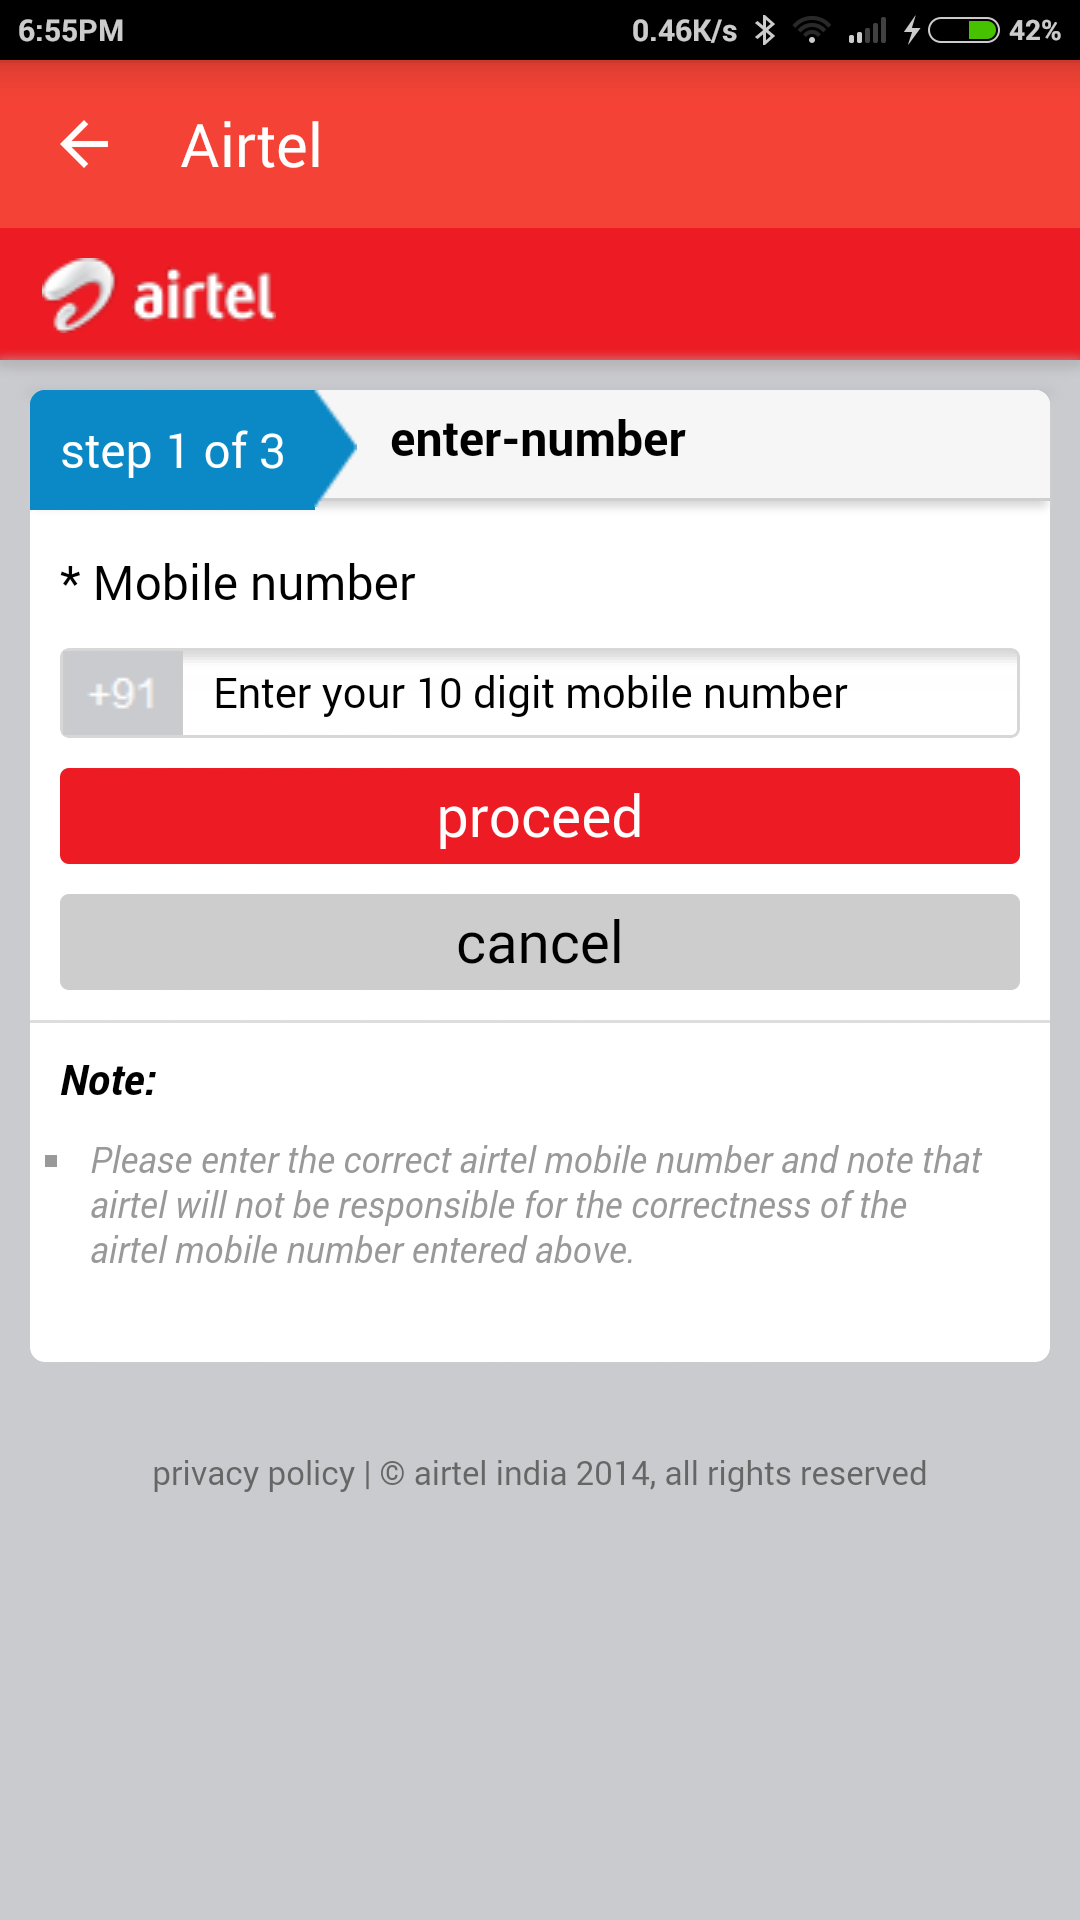 6:55PM 0.46K/s 42%
Airtel
airtel
step 1 of 3 enter-number
* Mobile number
+91 Enter your 10 digit mobile number
proceed
cancel
Note:
Please enter the correct airtel mobile number and note that
airtel will not be responsible for the correctness of the
airtel mobile number entered above.
privacy policy | © airtel india 2014, all rights reserved